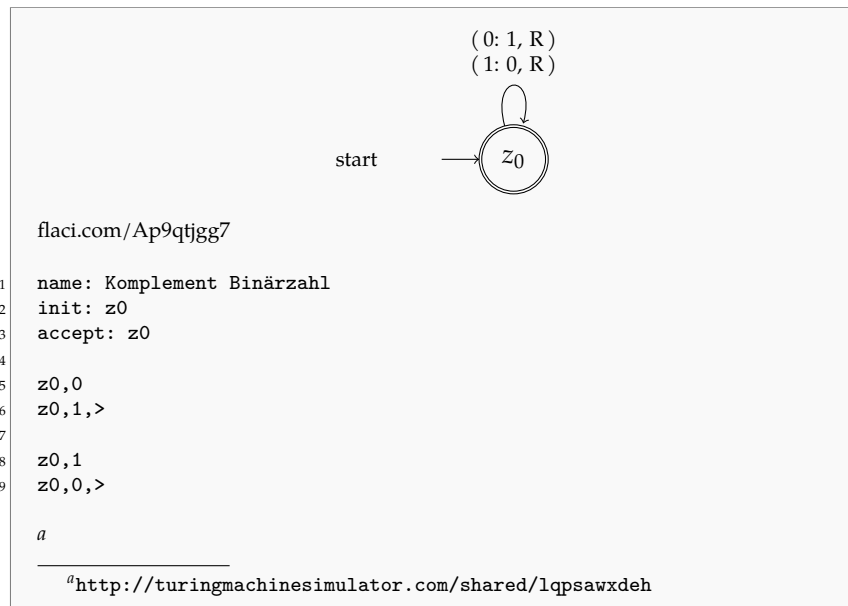 ( 0: 1, R )
( 1: 0, R )
start
z0
flaci.com/Ap9qtjgg7
1 name: Komplement Binärzahl
2 init: z0
3 accept: z0
4
5 z0,0
6 z0,1,>
7
8 z0,1
9 z0,0,>
a
a http://turingmachinesimulator.com/shared/lqpsawxdeh